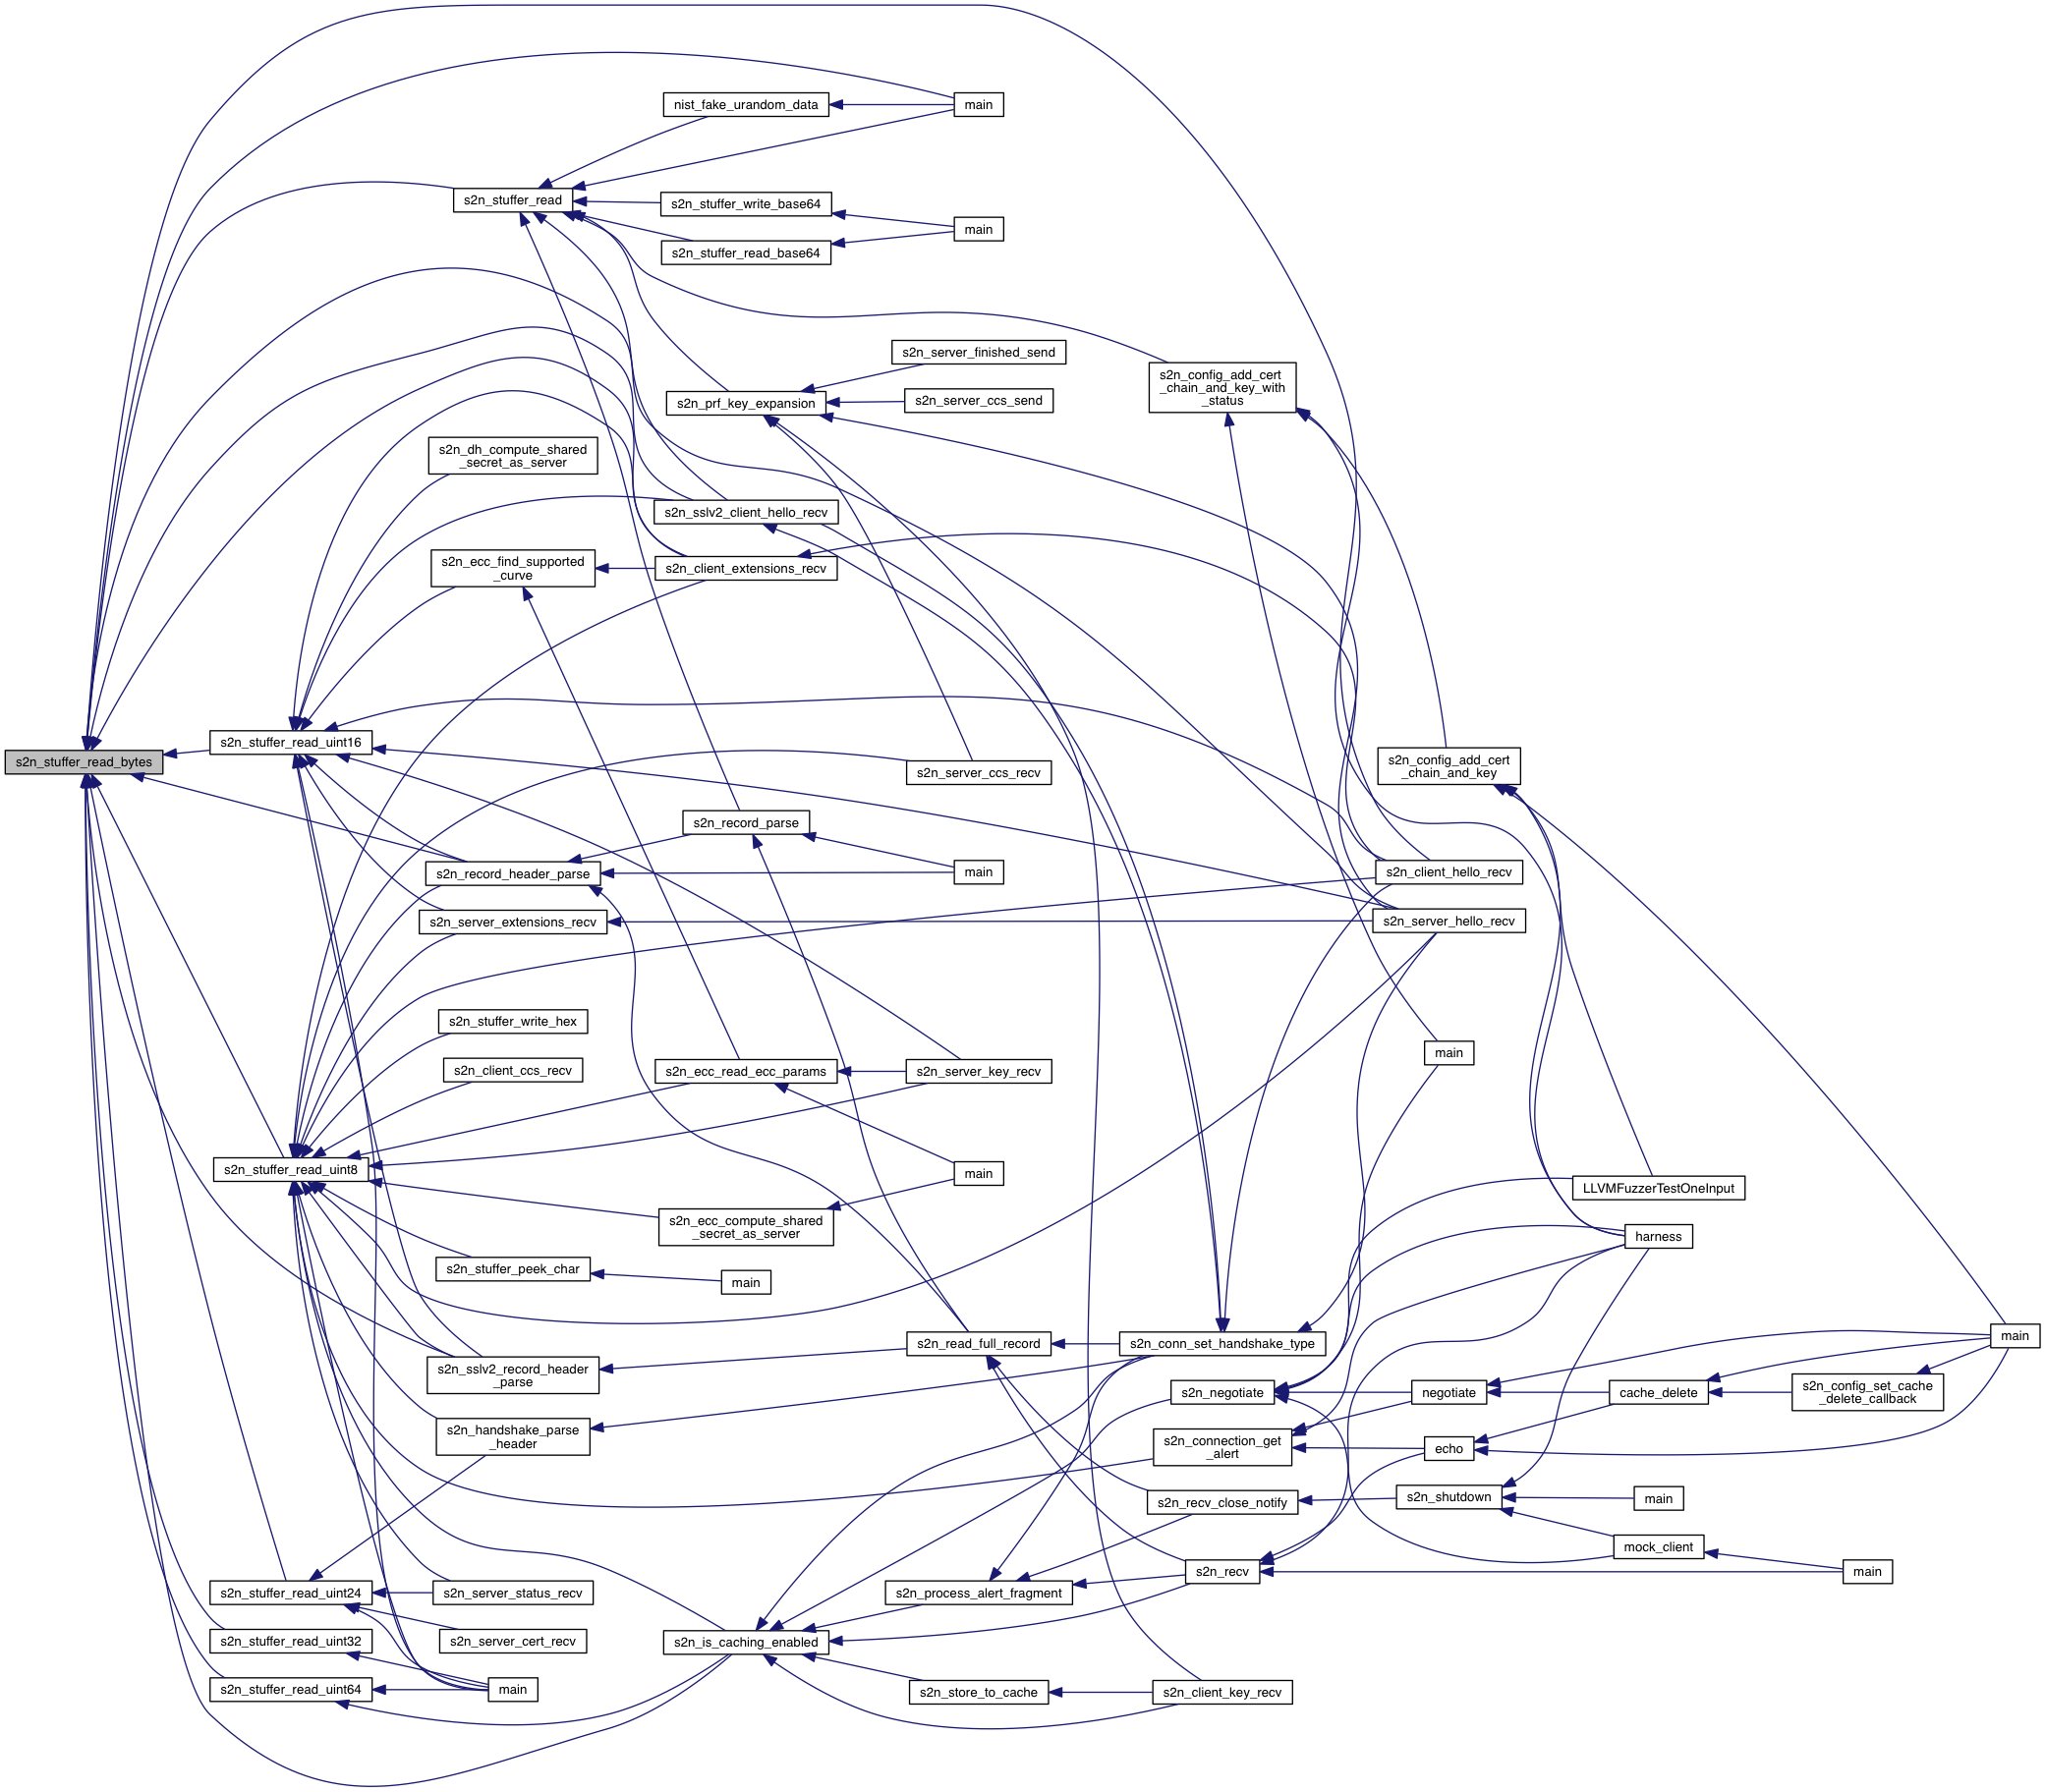 nist_fake_urandom_data
main
s2n_stuffer_read
s2n_stuffer_write_base64
main
s2n_stuffer_read_base64
s2n_server_finished_send
s2n_config_add_cert
_chain_and_key_with
_status
s2n_prf_key_expansion
s2n_server_ccs_send
s2n_dh_compute_shared
_secret_as_server
s2n_sslv2_client_hello_recv
s2n_ecc_find_supported
_curve
s2n_client_extensions_recv
s2n_stuffer_read_uint16
s2n_stuffer_read_bytes
s2n_server_ccs_recv
s2n_config_add_cert
_chain_and_key
s2n_record_parse
s2n_record_header_parse
main
s2n_client_hello_recv
s2n_server_extensions_recv
s2n_server_hello_recv
s2n_stuffer_write_hex
main
s2n_client_ccs_recv
s2n_ecc_read_ecc_params
s2n_server_key_recv
s2n_stuffer_read_uint8
main
LLVMFuzzerTestOneInput
s2n_ecc_compute_shared
_secret_as_server
harness
s2n_stuffer_peek_char
main
s2n_read_full_record
s2n_conn_set_handshake_type
main
s2n_sslv2_record_header
_parse
s2n_negotiate
negotiate
cache_delete
s2n_config_set_cache
_delete_callback
s2n_handshake_parse
_header
s2n_connection_get
_alert
echo
s2n_recv_close_notify
s2n_shutdown
main
mock_client
s2n_recv
main
s2n_stuffer_read_uint24
s2n_server_status_recv
s2n_process_alert_fragment
s2n_stuffer_read_uint32
s2n_server_cert_recv
s2n_is_caching_enabled
s2n_stuffer_read_uint64
main
s2n_store_to_cache
s2n_client_key_recv